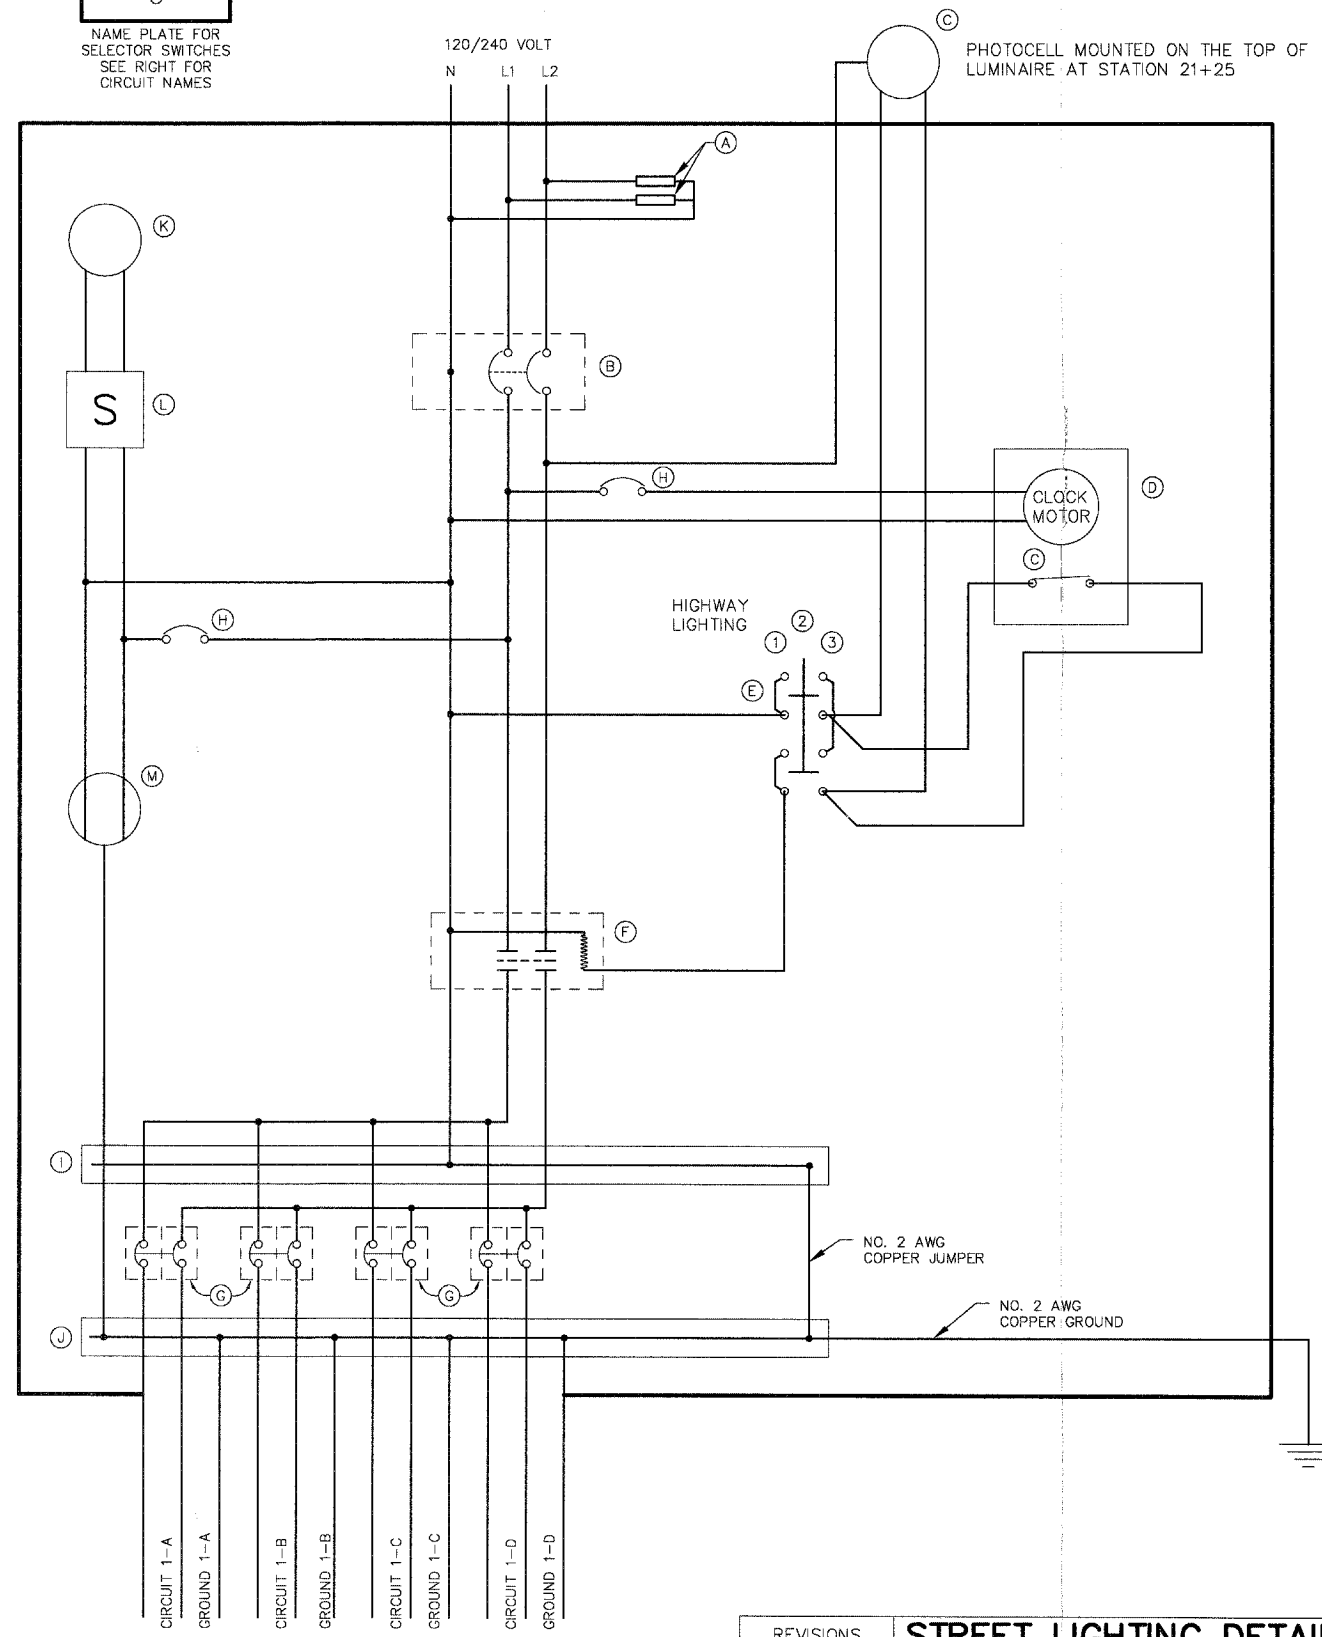 NAME PLATE FOR
SELECTOR SWITCHES
SEE RIGHT FOR
CIRCUIT NAMES
120/240 VOLT
N L1 L2
C
PHOTOCELL MOUNTED ON THE TOP OF
LUMINAIRE AT STATION 21+25
A
K
B
L
S
H
D
CLOCK
MOTOR
C
H
HIGHWAY
LIGHTING
1 2 3
E
M
F
I
NO. 2 AWG
COPPER JUMPER
G
G
J
NO. 2 AWG
COPPER GROUND
CIRCUIT 1-A
GROUND 1-A
CIRCUIT 1-B
GROUND 1-B
CIRCUIT 1-C
GROUND 1-C
CIRCUIT 1-D
GROUND 1-D
REVISIONS
STREET LIGHTING DETAI